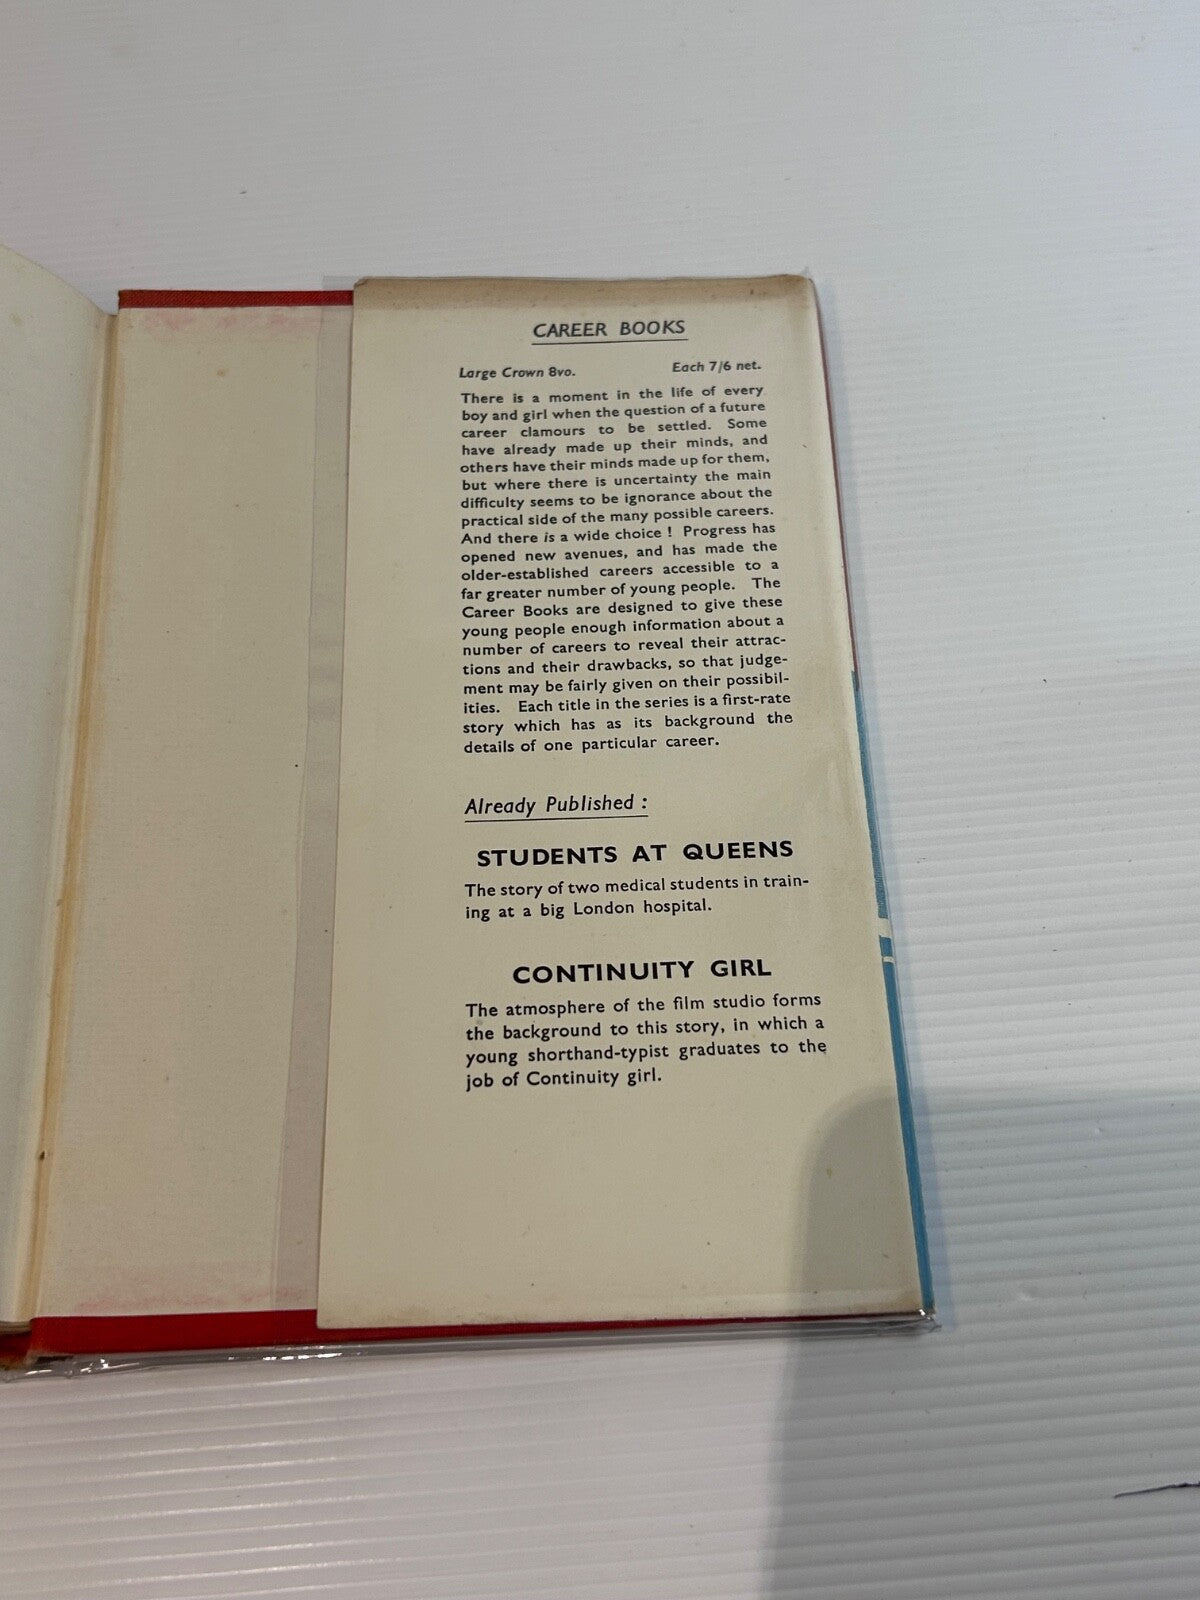 CAREER BOOKS
Large Crown 8vo. Each 7/6 net.
There is a moment in the life of every
boy and girl when the question of a future
career clamours to be settled. Some
have already made up their minds, and
others have their minds made up for them,
but where there is uncertainty the main
difficulty seems to be ignorance about the
practical side of the many possible careers.
And there is a wide choice ! Progress has
opened new avenues, and has made the
older-established careers accessible to a
far greater number of young people. The
Career Books are designed to give these
young people enough information about a
number of careers to reveal their attrac-
tions and their drawbacks, so that judge-
ment may be fairly given on their possibil-
ities. Each title in the series is a first-rate
story which has as its background the
details of one particular career.
Already Published :
STUDENTS AT QUEENS
The story of two medical students in train-
ing at a big London hospital.
CONTINUITY GIRL
The atmosphere of the film studio forms
the background to this story, in which a
young shorthand-typist graduates to the
job of Continuity girl.